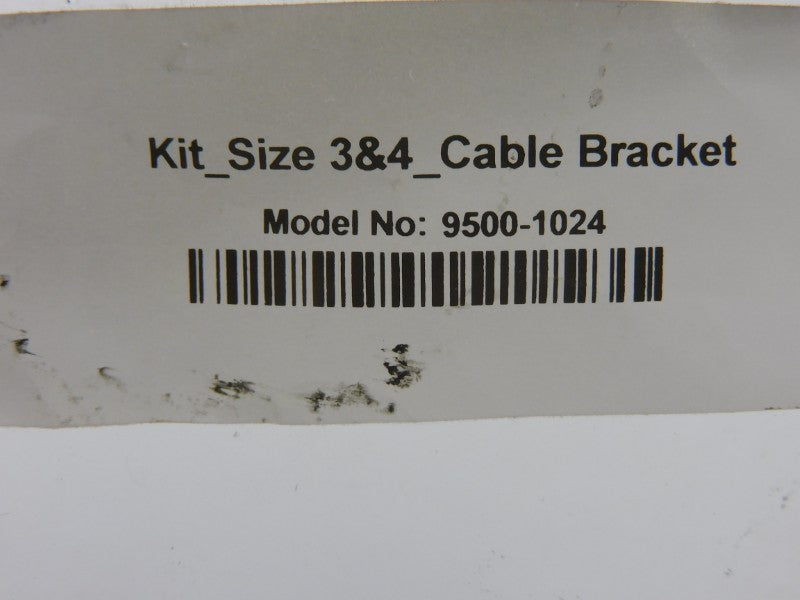 Kit_Size 3&4_Cable Bracket
Model No: 9500-1024